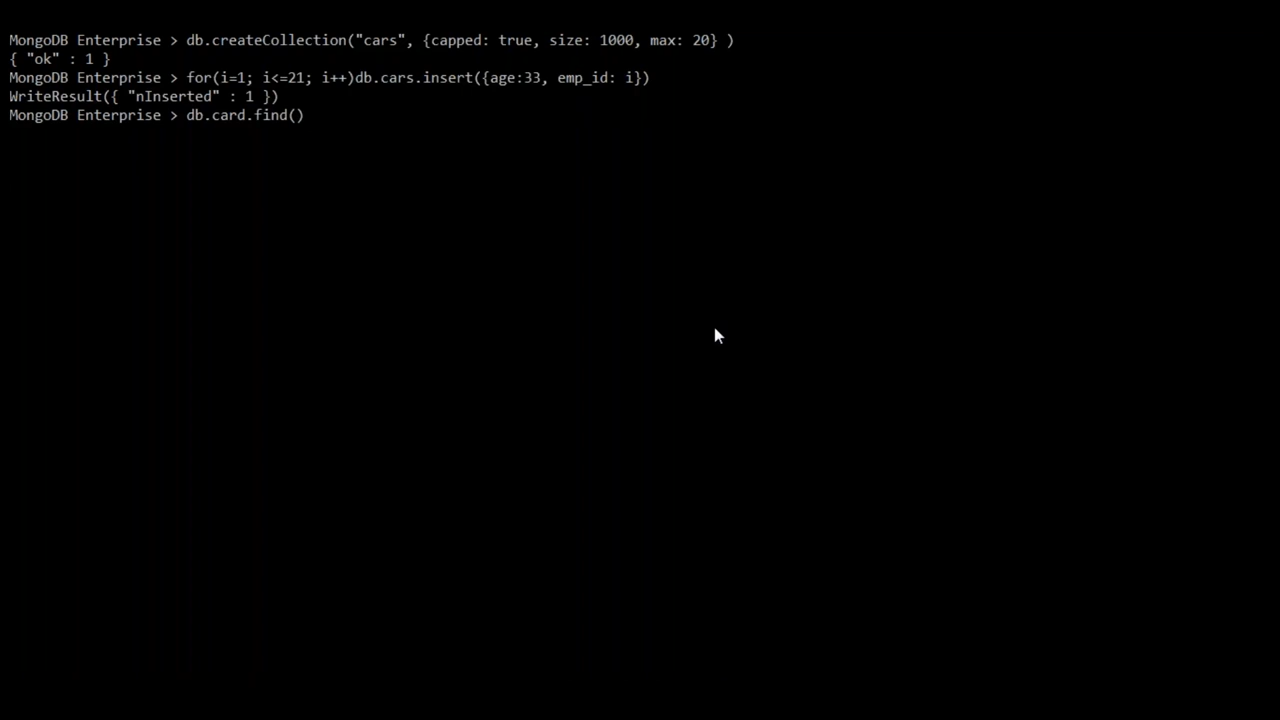 MongoDB Enterprise > db.createCollection("cars", {capped: true, size: 1000, max: 20} )
{ "ok" : 1 }
MongoDB Enterprise > for(i=1; i<=21; i++)db.cars.insert({age:33, emp_id: i})
WriteResult({ "nInserted" : 1 })
MongoDB Enterprise > db.card.find()